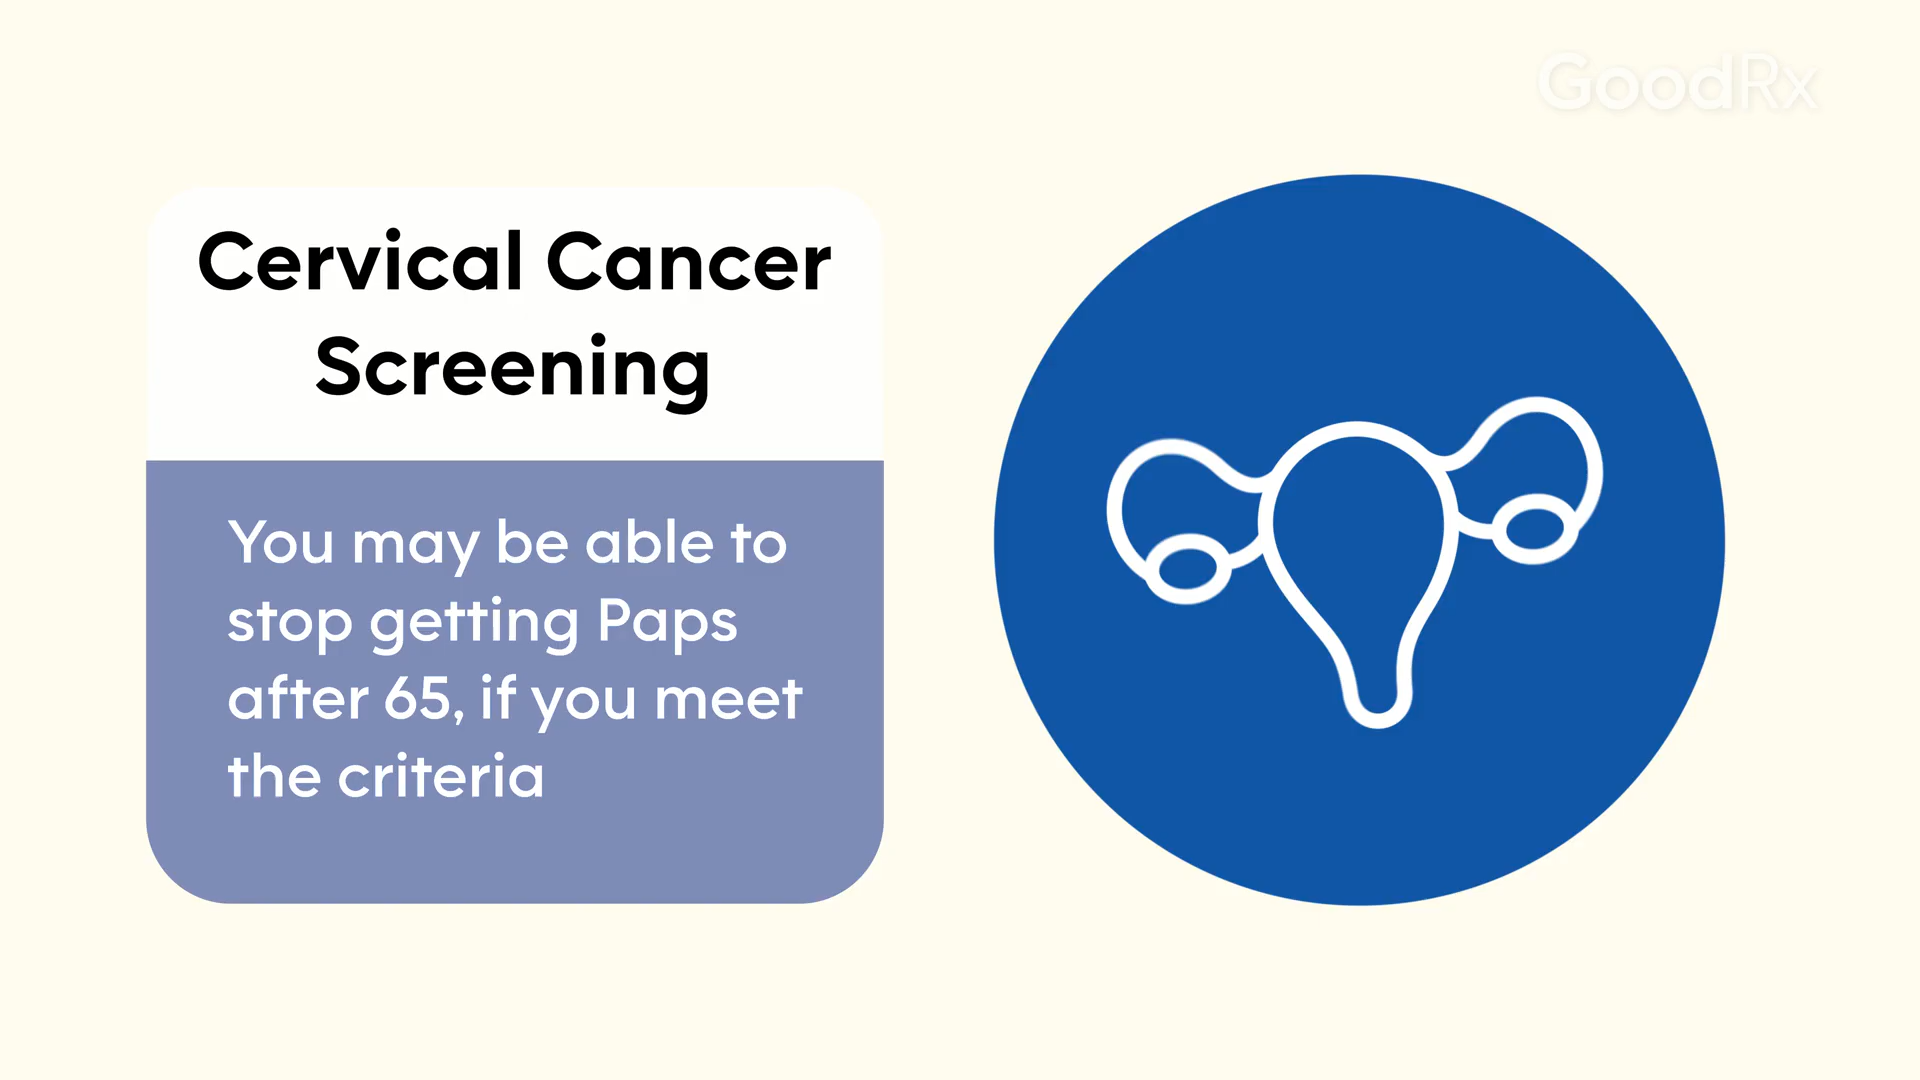 GoodRx
Cervical Cancer
Screening
You may be able to
stop getting Paps
after 65, if you meet
the criteria